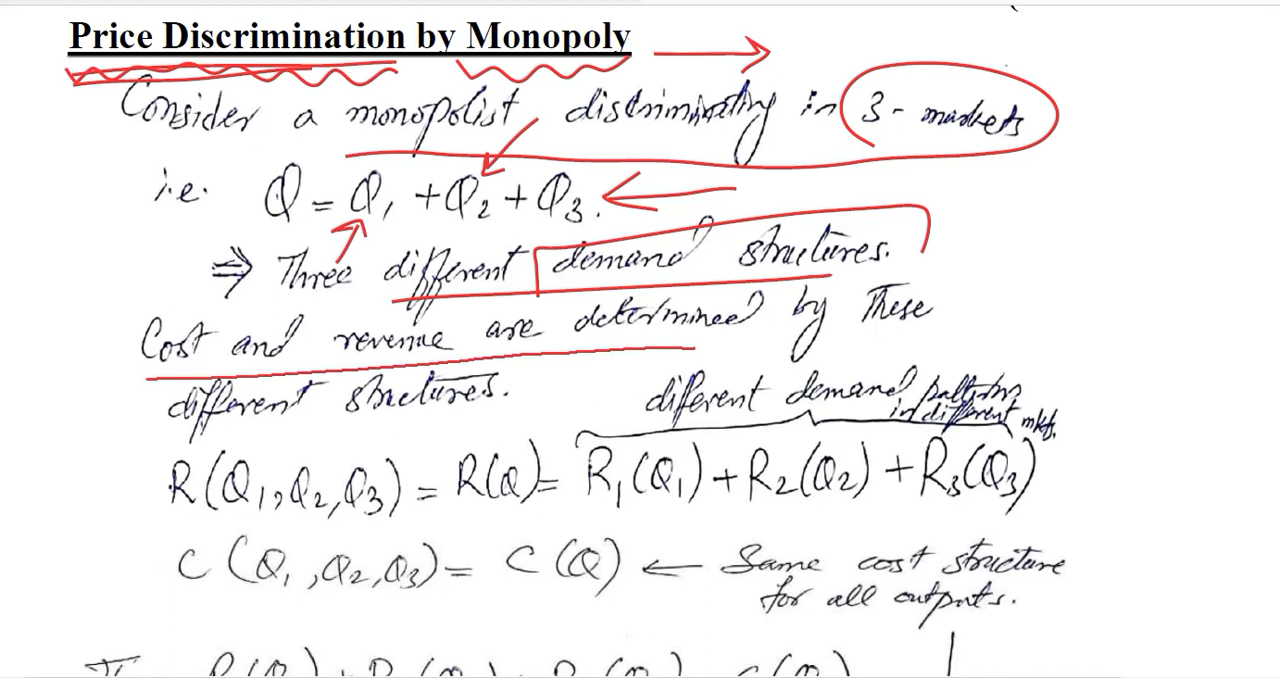 Price Discrimination by Monopoly
Consider a monopolist discriminating in 3 - markets
i.e. Q = Q1 + Q2 + Q3.
⇒ Three different demand structures.
Cost and revenue are determined by These
different structures.
different demand patterns
in different mkts.
R(Q1, Q2, Q3) = R(Q) = R1(Q1) + R2(Q2) + R3(Q3)
C (Q1, Q2, Q3) = C (Q) ← Same cost structure
for all outputs.